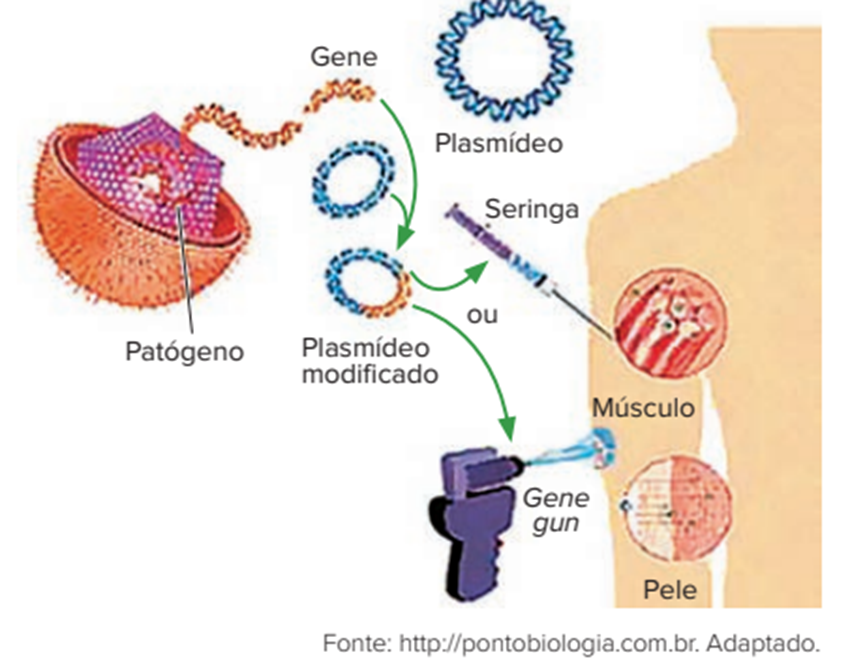 Gene
Plasmídeo
Seringa
ou
Patógeno
Plasmídeo
modificado
Músculo
Gene
gun
Pele
Fonte: http://pontobiologia.com.br. Adaptado.